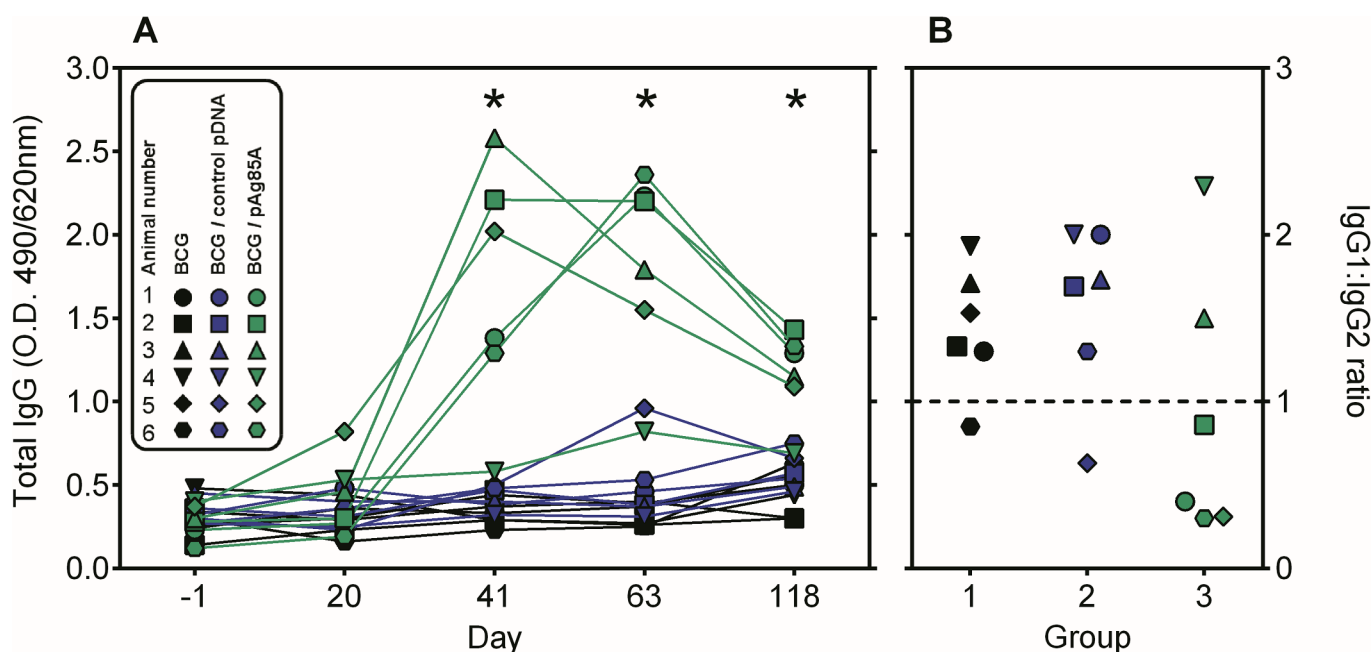 A
B
3.0
2.5
2.0
1.5
1.0
0.5
0.0
Total IgG (O.D. 490/620nm)
Animal number
BCG
BCG / control pDNA
BCG / pAg85A
1
2
3
4
5
6
* * *
-1 20 41 63 118
Day
3
2
1
0
IgG1:IgG2 ratio
1 2 3
Group